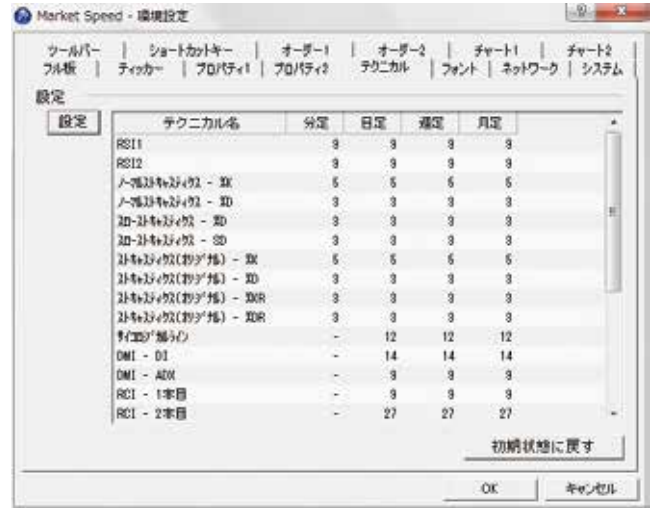 Market Speed - 環境設定
ツールバー | ショートカットキー | オーダー1 | オーダー2 | チャート1 | チャート2
フル板 | ティッカー | プロパティ1 | プロパティ2 テクニカル | フォント | ネットワーク | システム
設定
設定
テクニカル名 分足 日足 週足 月足
RSI1 9 9 9 9
RSI2 9 9 9 9
ノーマルストキャスティクス - %K 5 5 5 5
ノーマルストキャスティクス - %D 3 3 3 3
スロー・ストキャスティクス - %D 3 3 3 3
スロー・ストキャスティクス - SD 3 3 3 3
ストキャスティクス(オリジナル) - %K 5 5 5 5
ストキャスティクス(オリジナル) - %D 3 3 3 3
ストキャスティクス(オリジナル) - %KR 3 3 3 3
ストキャスティクス(オリジナル) - %DR 3 3 3 3
サイコロジカルライン - 12 12 12
DMI - DI - 14 14 14
DMI - ADX - 9 9 9
RCI - 1本目 - 9 9 9
RCI - 2本目 - 27 27 27
初期状態に戻す
OK キャンセル